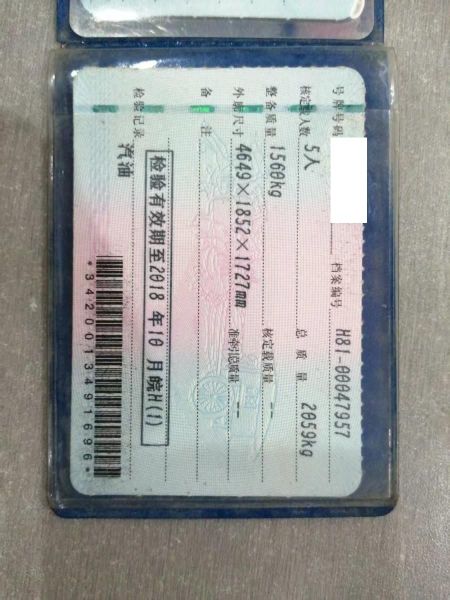 号牌号码 档案编号 H81-00047957
核定载人数 5人 总质量 2059kg
整备质量 1560kg 核定载质量 --
外廓尺寸 4649×1852×1727mm 准牵引总质量 --
备注
检验有效期至2018年10月皖H(1)
检验记录
汽油
*3420013491696*